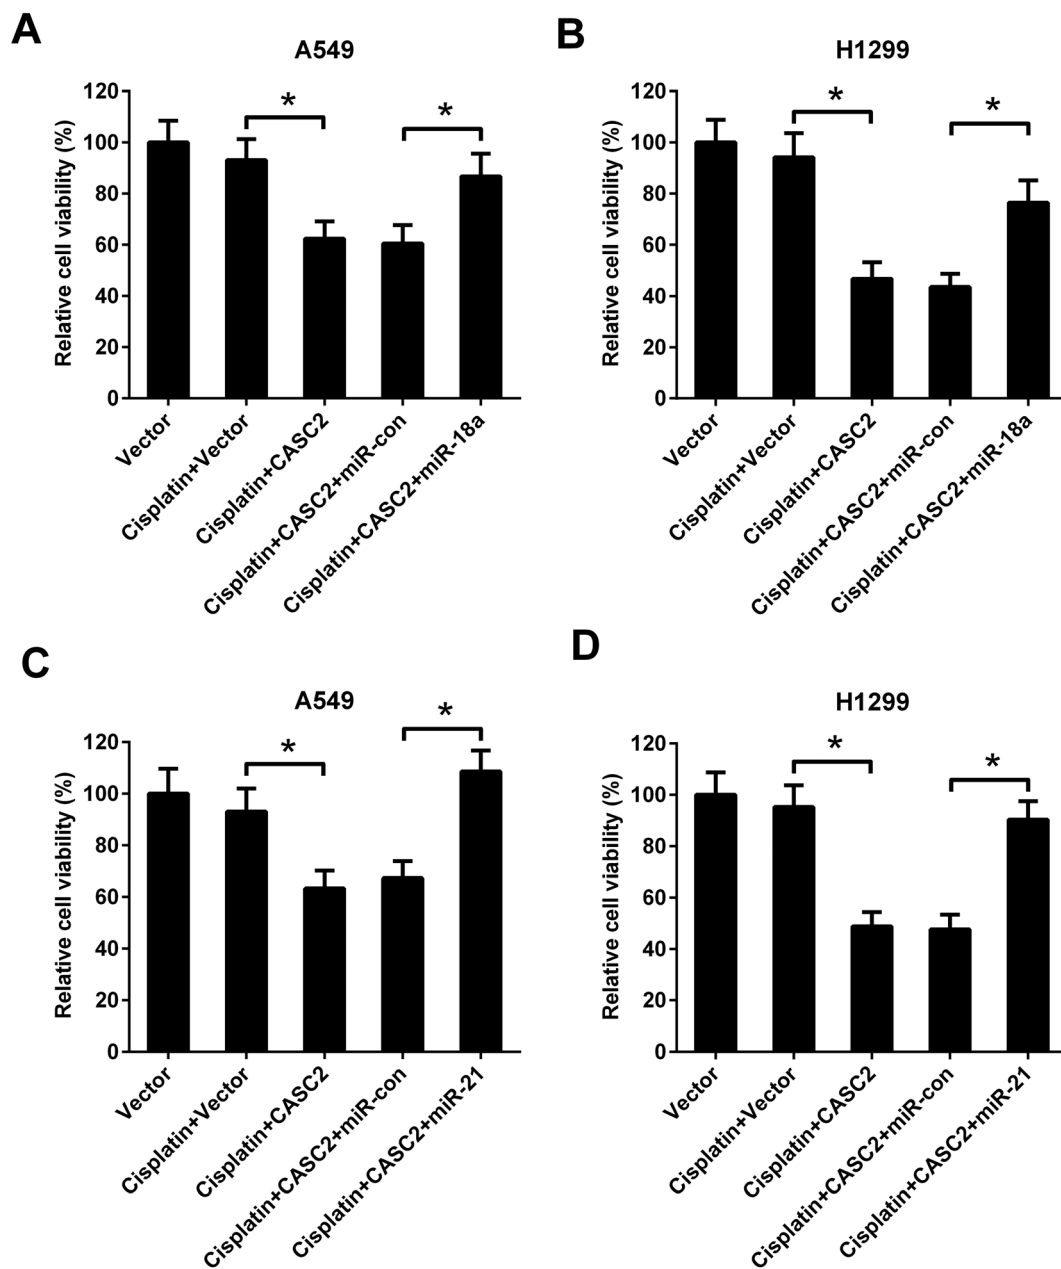 A
A549
*
*
Relative cell viability (%)
120
100
80
60
40
20
0
Vector
Cisplatin+Vector
Cisplatin+CASC2
Cisplatin+CASC2+miR-con
Cisplatin+CASC2+miR-18a
B
H1299
*
*
Relative cell viability (%)
120
100
80
60
40
20
0
Vector
Cisplatin+Vector
Cisplatin+CASC2
Cisplatin+CASC2+miR-con
Cisplatin+CASC2+miR-18a
C
A549
*
*
Relative cell viability (%)
120
100
80
60
40
20
0
Vector
Cisplatin+Vector
Cisplatin+CASC2
Cisplatin+CASC2+miR-con
Cisplatin+CASC2+miR-21
D
H1299
*
*
Relative cell viability (%)
120
100
80
60
40
20
0
Vector
Cisplatin+Vector
Cisplatin+CASC2
Cisplatin+CASC2+miR-con
Cisplatin+CASC2+miR-21